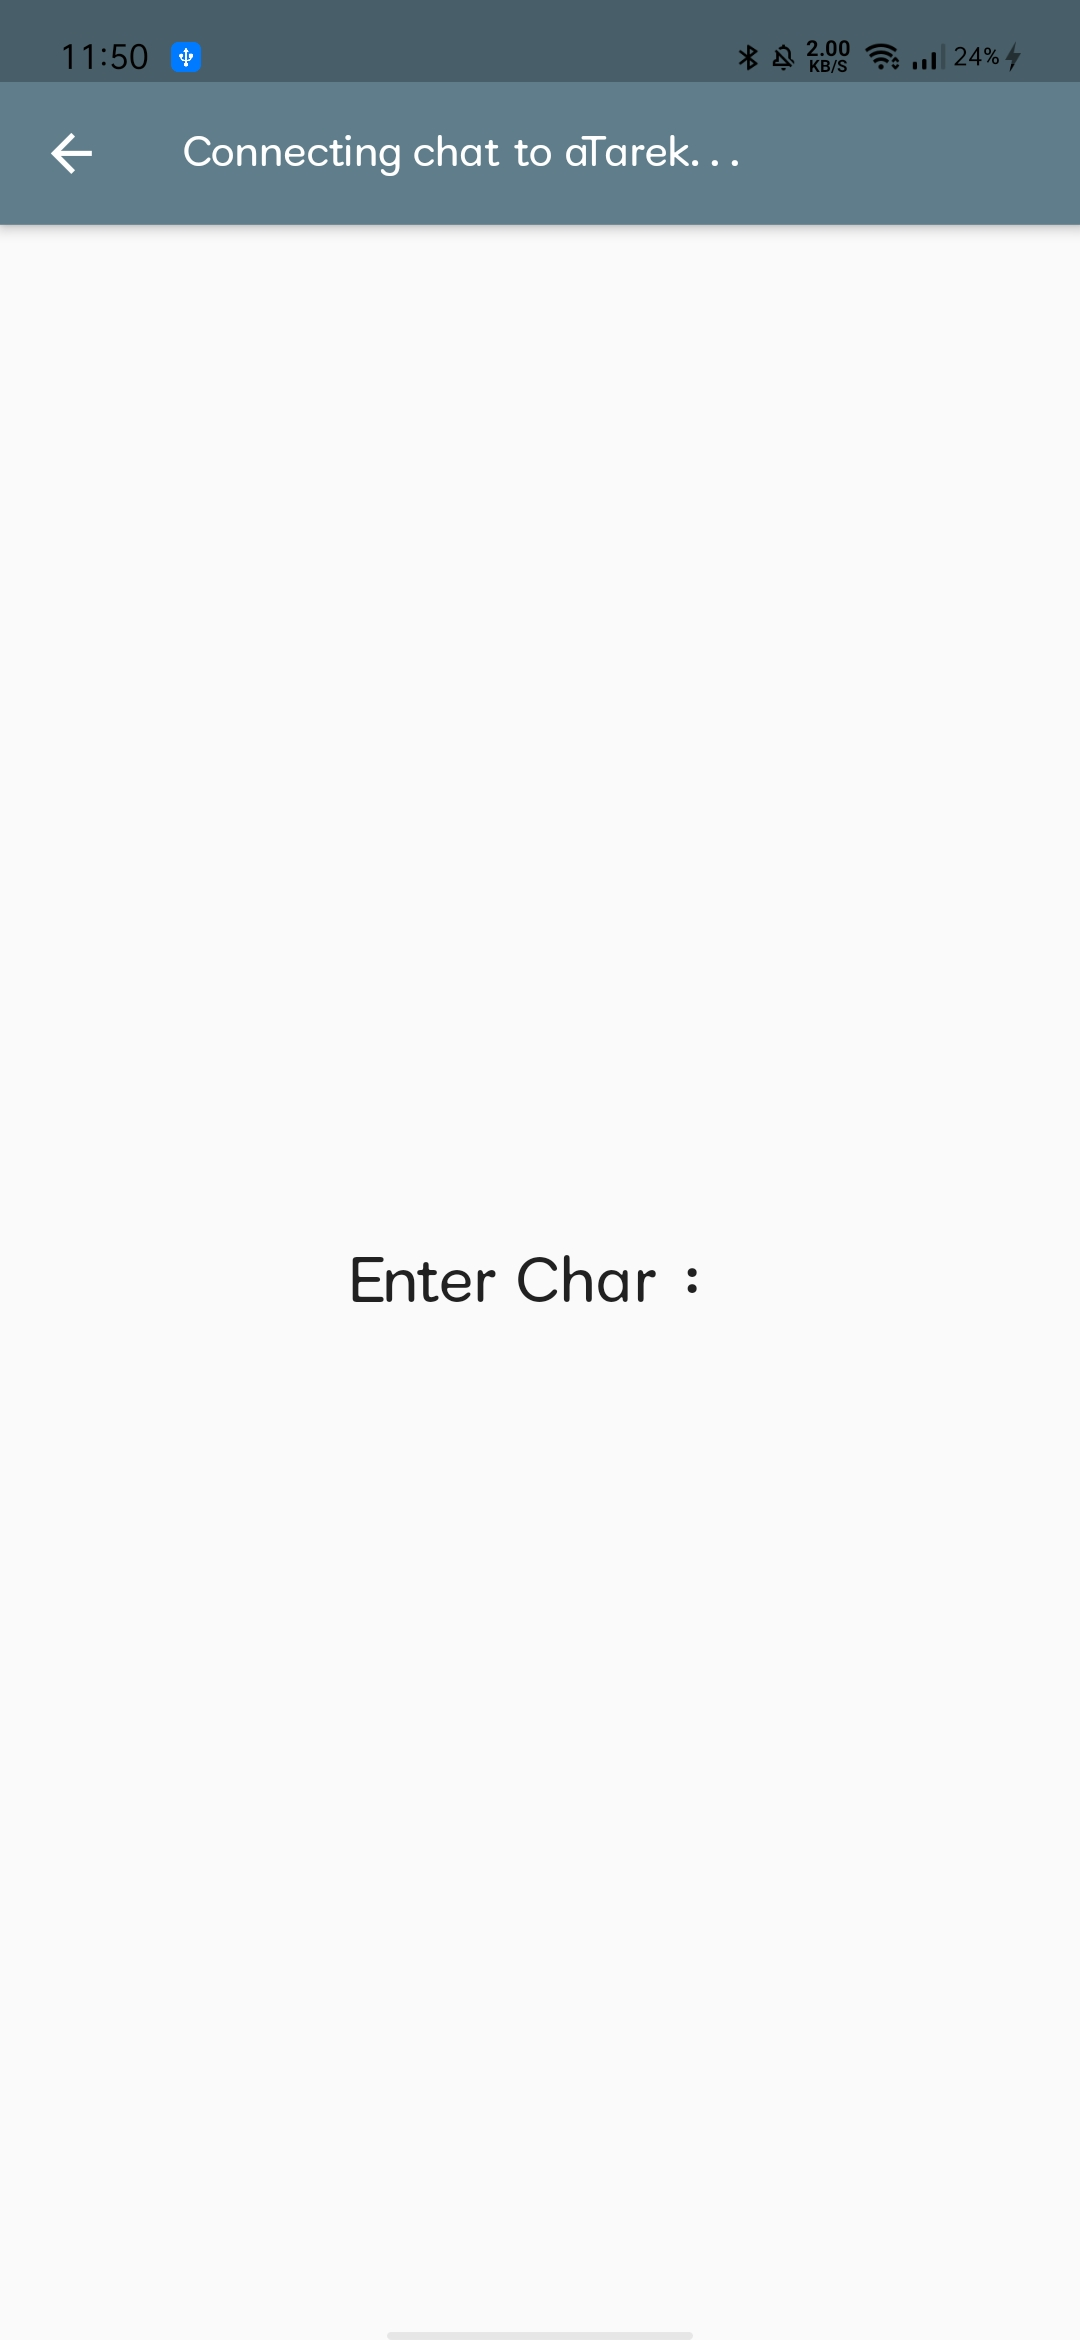 11:50
2.00
KB/S
24%
Connecting chat to aTarek...
Enter Char :